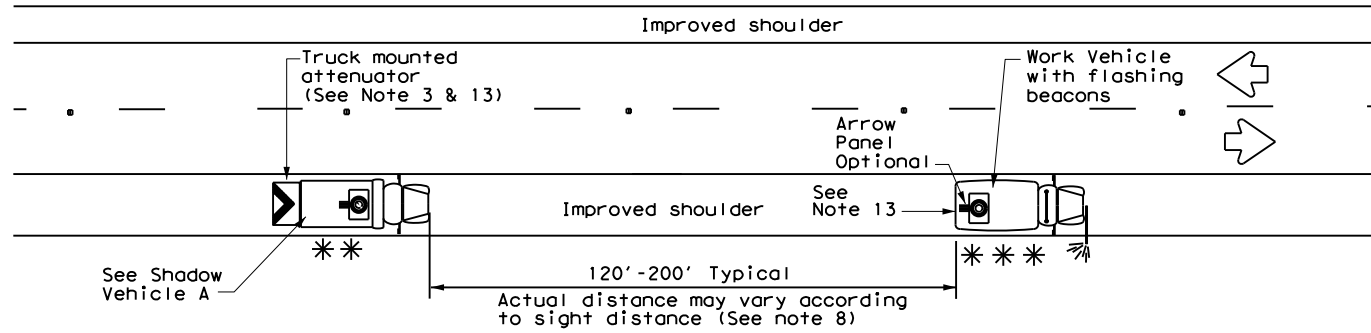 Improved shoulder
Truck mounted
attenuator
(See Note 3 & 13)
Work Vehicle
with flashing
beacons
Arrow
Panel
Optional
See
Note 13
Improved shoulder
See Shadow
Vehicle A
120'-200' Typical
Actual distance may vary according
to sight distance (See note 8)